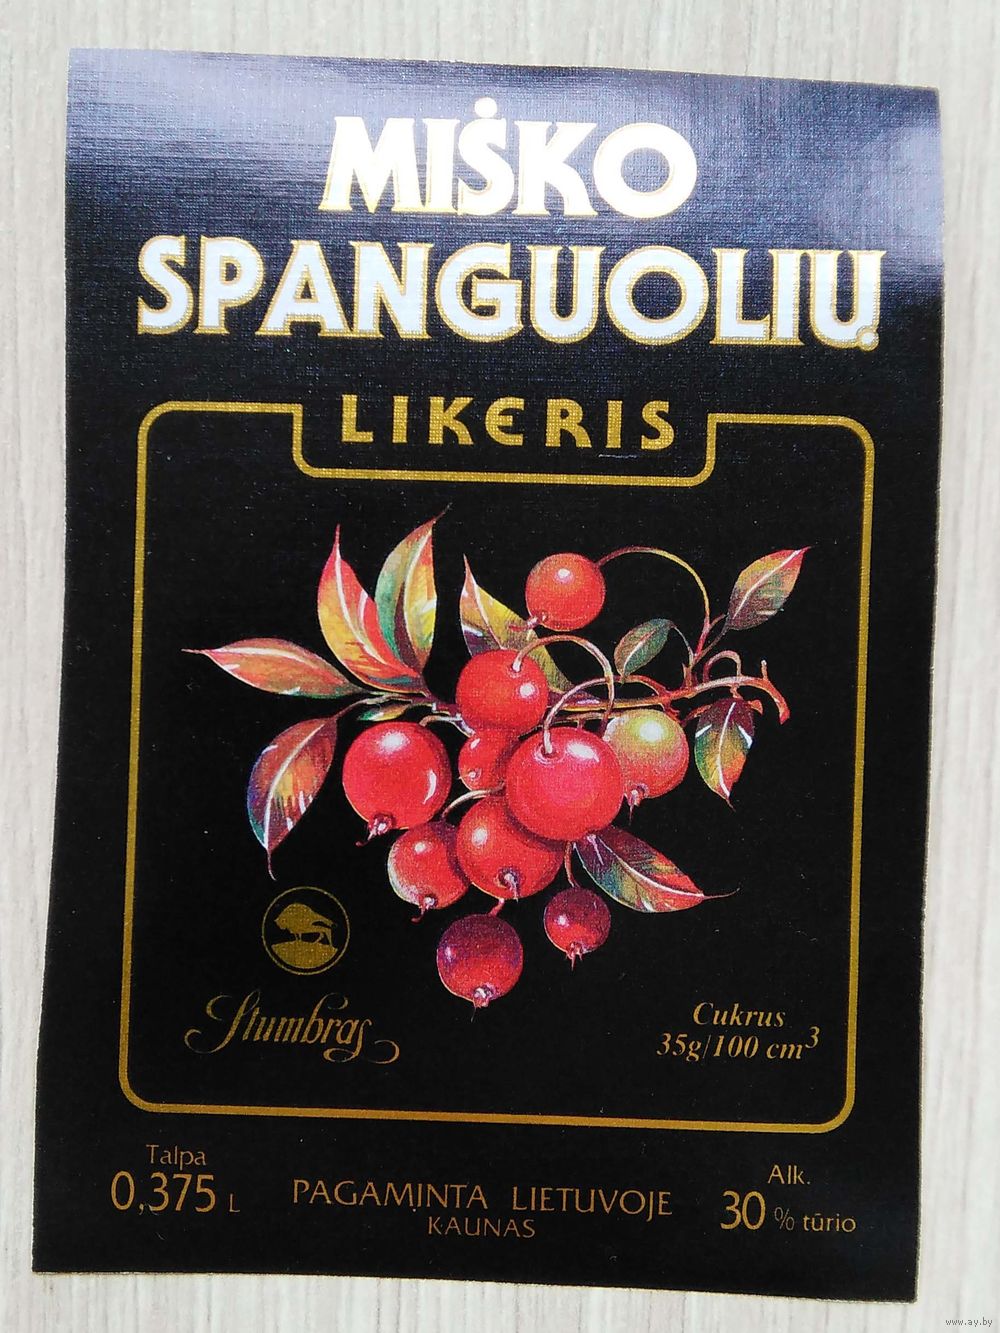 MIŠKO
SPANGUOLIŲ
LIKERIS
Stumbras
Cukrus
35g/100 cm³
Talpa
0,375 L
PAGAMINTA LIETUVOJE
KAUNAS
Alk.
30 % tūrio
www.ay.by